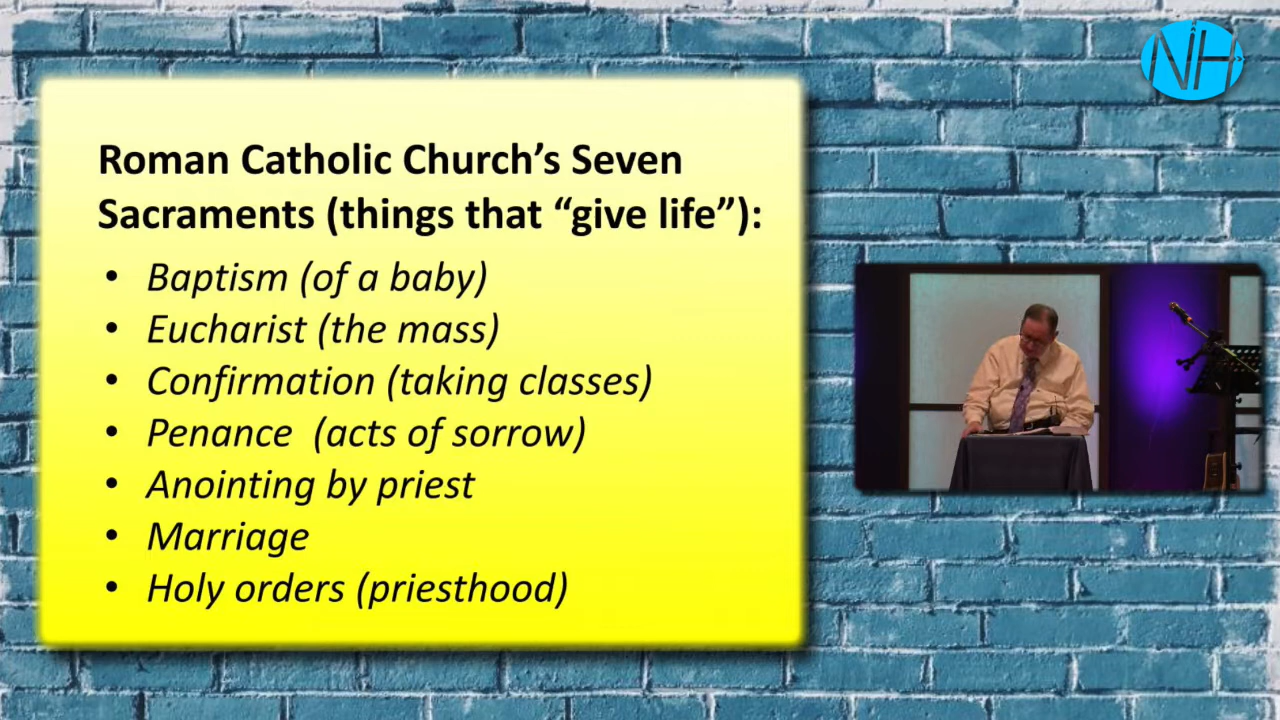 NH
Roman Catholic Church’s Seven
Sacraments (things that “give life”):
• Baptism (of a baby)
• Eucharist (the mass)
• Confirmation (taking classes)
• Penance (acts of sorrow)
• Anointing by priest
• Marriage
• Holy orders (priesthood)